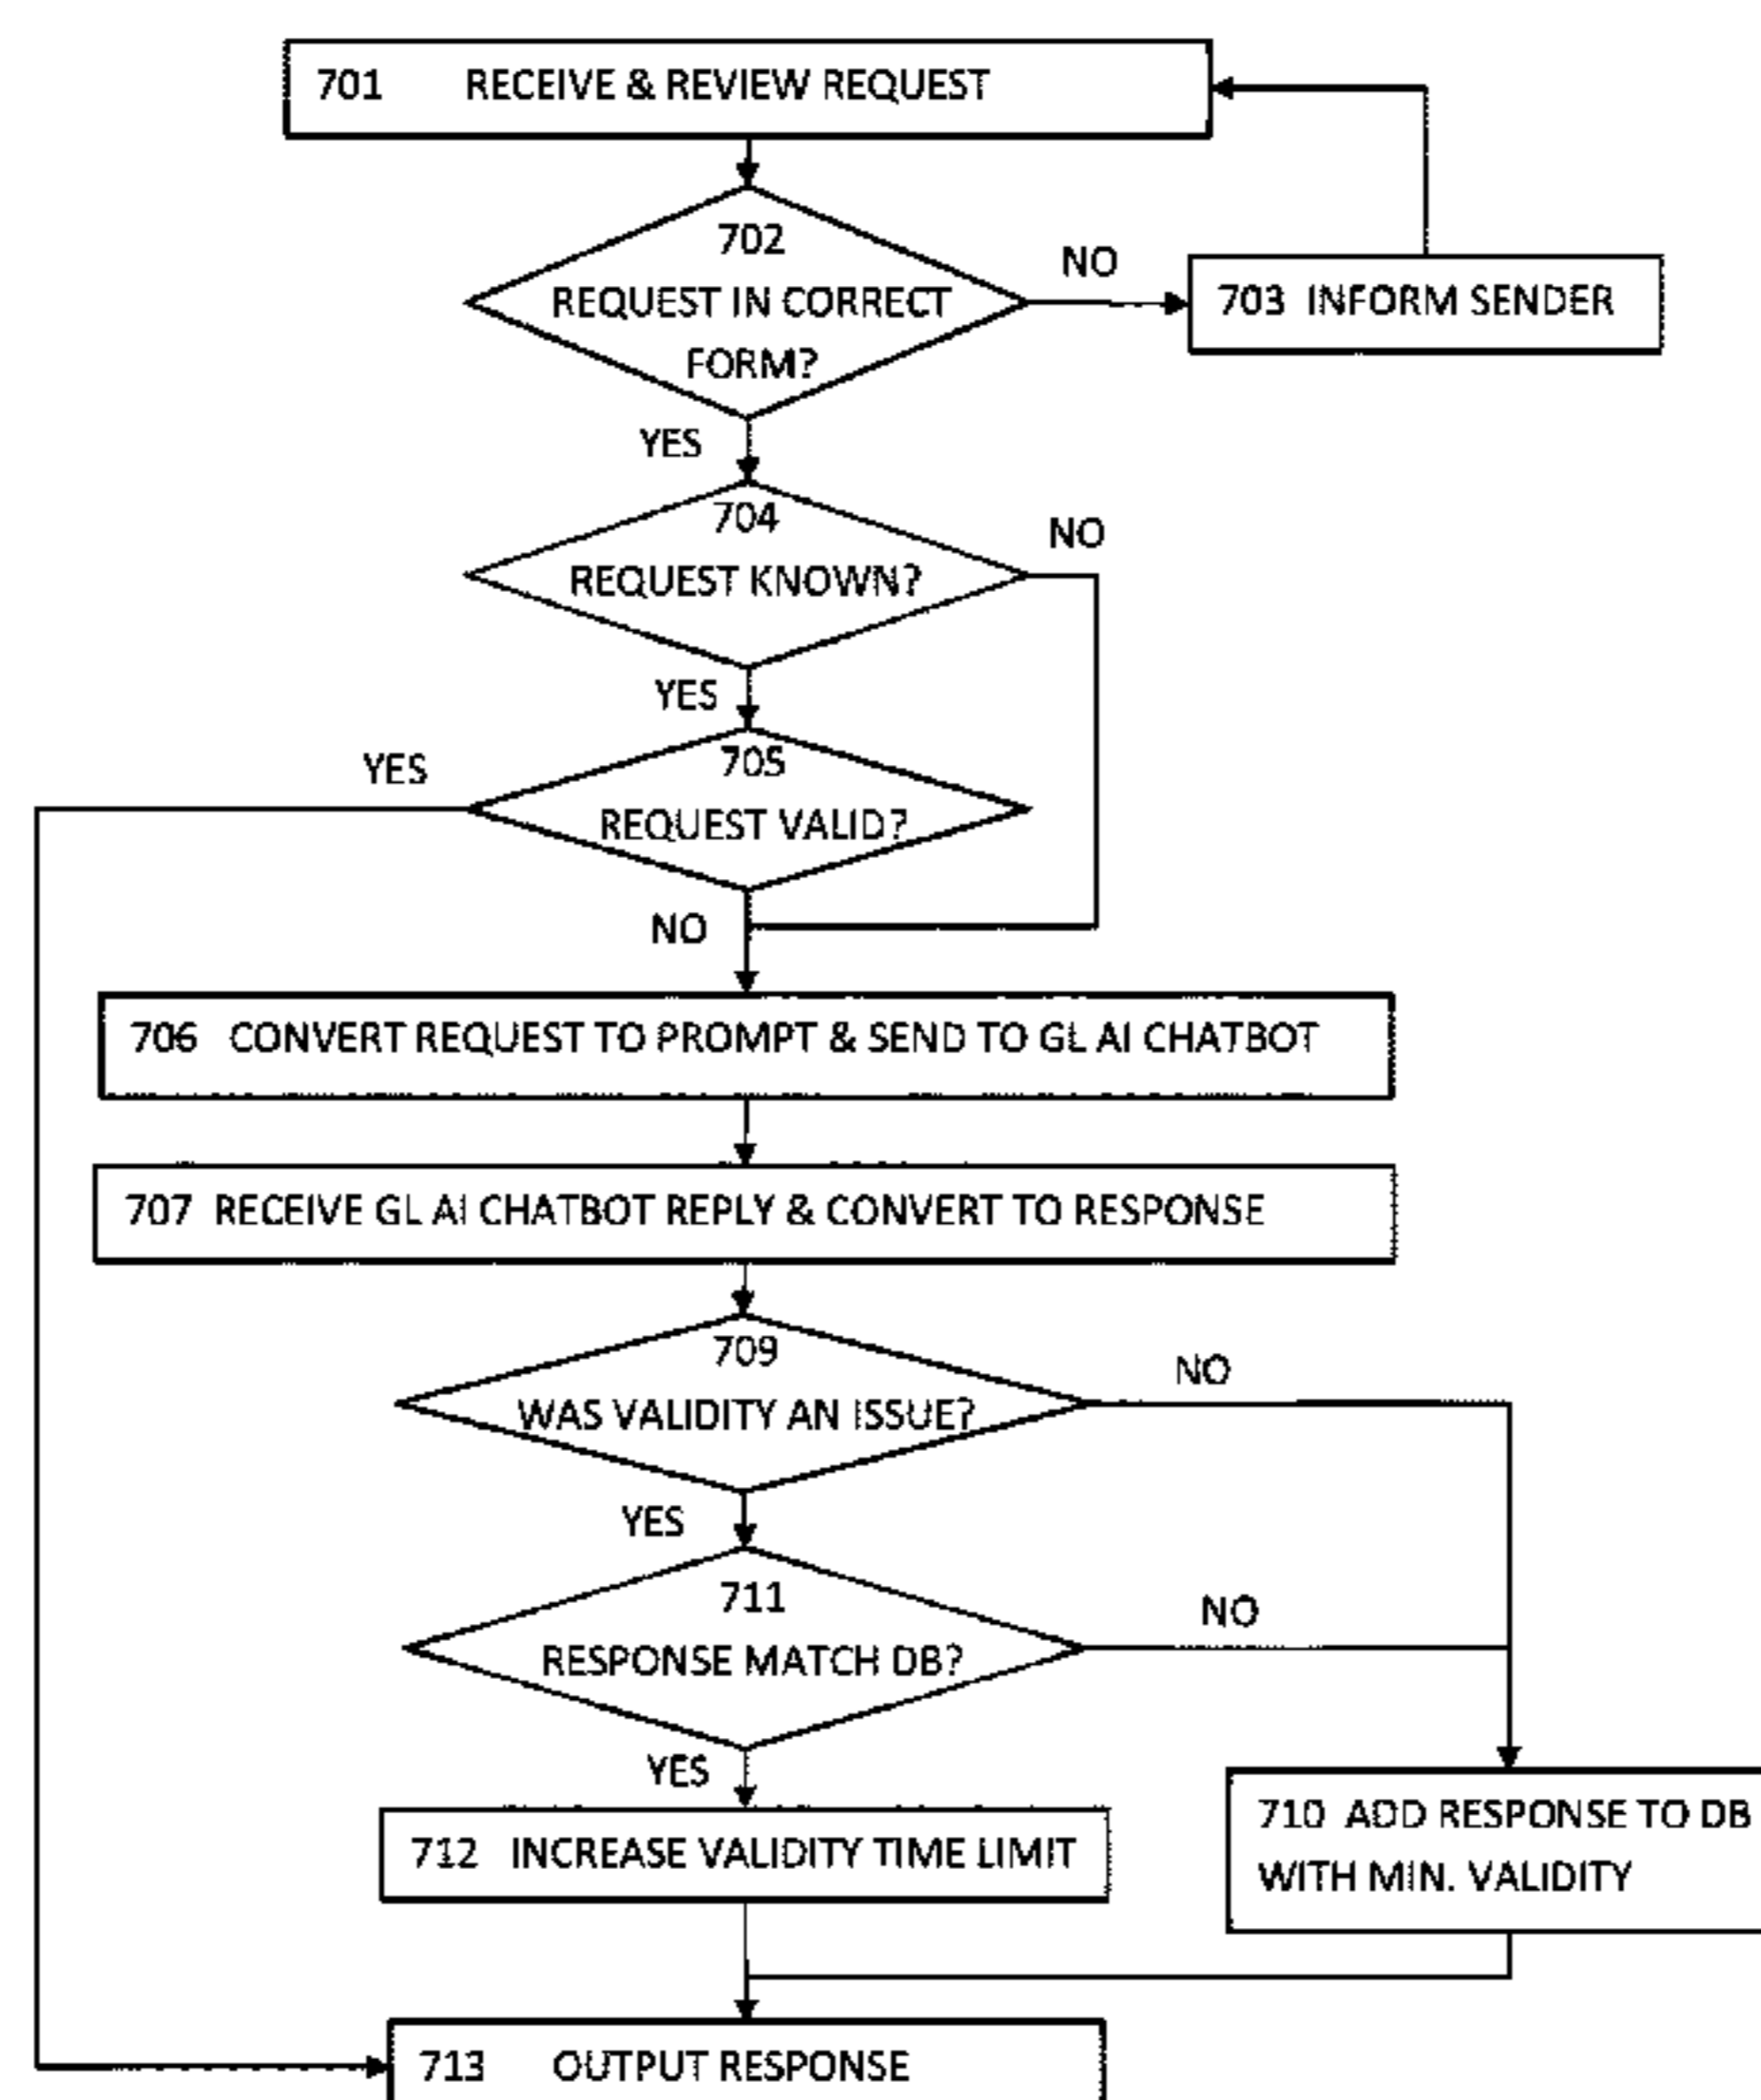 701 RECEIVE & REVIEW REQUEST
702
REQUEST IN CORRECT
FORM?
NO
703 INFORM SENDER
YES
704
REQUEST KNOWN?
NO
YES
705
REQUEST VALID?
YES
NO
706 CONVERT REQUEST TO PROMPT & SEND TO GL AI CHATBOT
707 RECEIVE GL AI CHATBOT REPLY & CONVERT TO RESPONSE
709
WAS VALIDITY AN ISSUE?
NO
YES
711
RESPONSE MATCH DB?
NO
YES
712 INCREASE VALIDITY TIME LIMIT
710 ADD RESPONSE TO DB
WITH MIN. VALIDITY
713 OUTPUT RESPONSE